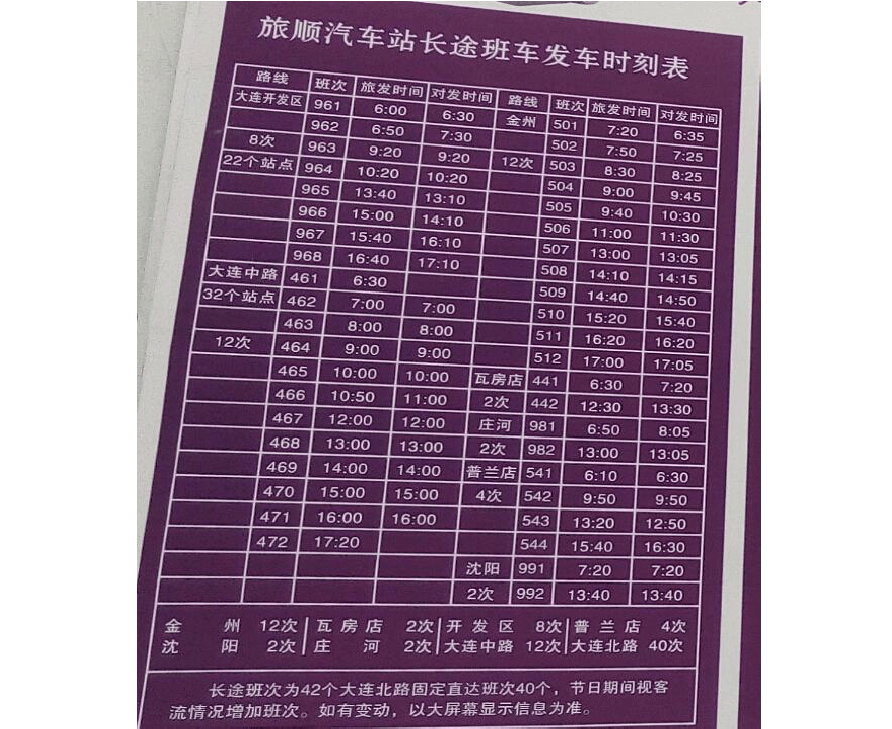 旅顺汽车站长途班车发车时刻表
路线 班次 旅发时间 对发时间 路线 班次 旅发时间 对发时间
大连开发区 961 6:00 6:30 金州 501 7:20 6:35
962 6:50 7:30 502 7:50 7:25
8次 963 9:20 9:20 12次 503 8:30 8:25
22个站点 964 10:20 10:20 504 9:00 9:45
965 13:40 13:10 505 9:40 10:30
966 15:00 14:10 506 11:00 11:30
967 15:40 16:10 507 13:00 13:05
968 16:40 17:10 508 14:10 14:15
大连中路 461 6:30 509 14:40 14:50
32个站点 462 7:00 7:00 510 15:20 15:40
463 8:00 8:00 511 16:20 16:20
12次 464 9:00 9:00 512 17:00 17:05
465 10:00 10:00 瓦房店 441 6:30 7:20
466 10:50 11:00 2次 442 12:30 13:30
467 12:00 12:00 庄河 981 6:50 8:05
468 13:00 13:00 2次 982 13:00 13:05
469 14:00 14:00 普兰店 541 6:10 6:30
470 15:00 15:00 4次 542 9:50 9:50
471 16:00 16:00 543 13:20 12:50
472 17:20 544 15:40 16:30
沈阳 991 7:20 7:20
2次 992 13:40 13:40
金州 12次 瓦房店 2次 开发区 8次 普兰店 4次
沈阳 2次 庄河 2次 大连中路 12次 大连北路 40次
长途班次为42个大连北路固定直达班次40个，节日期间视客
流情况增加班次。如有变动，以大屏幕显示信息为准。